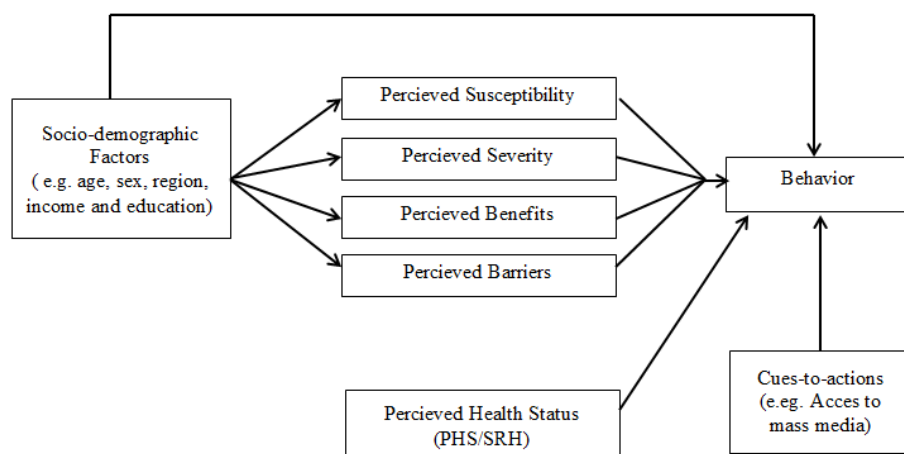 Percieved Susceptibility
Socio-demographic
Factors
( e.g. age, sex, region,
income and education)
Percieved Severity
Behavior
Percieved Benefits
Percieved Barriers
Cues-to-actions
(e.eg. Acces to
mass media)
Percieved Health Status
(PHS/SRH)